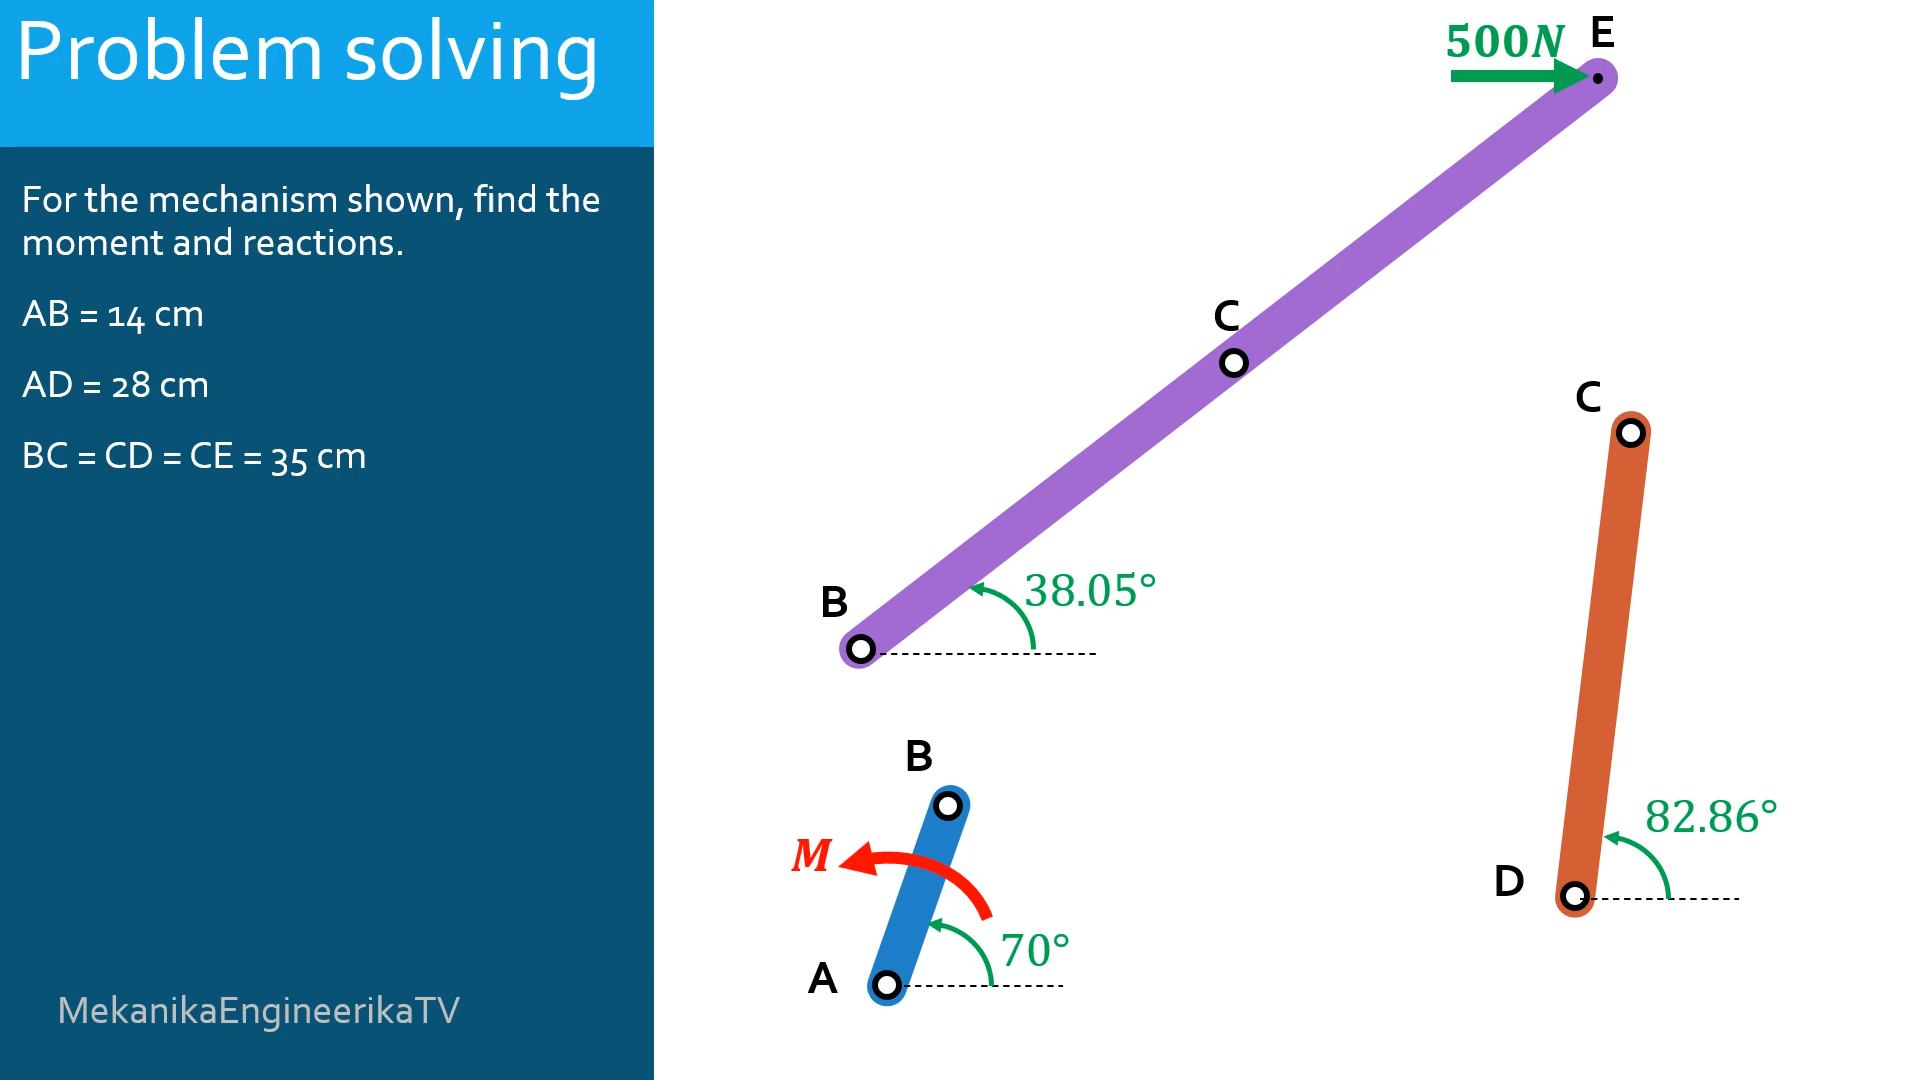 Problem solving
For the mechanism shown, find the
moment and reactions.
AB = 14 cm
AD = 28 cm
BC = CD = CE = 35 cm
MekanikaEngineerikaTV
500N
E
C
C
B
38.05°
B
M
82.86°
D
70°
A